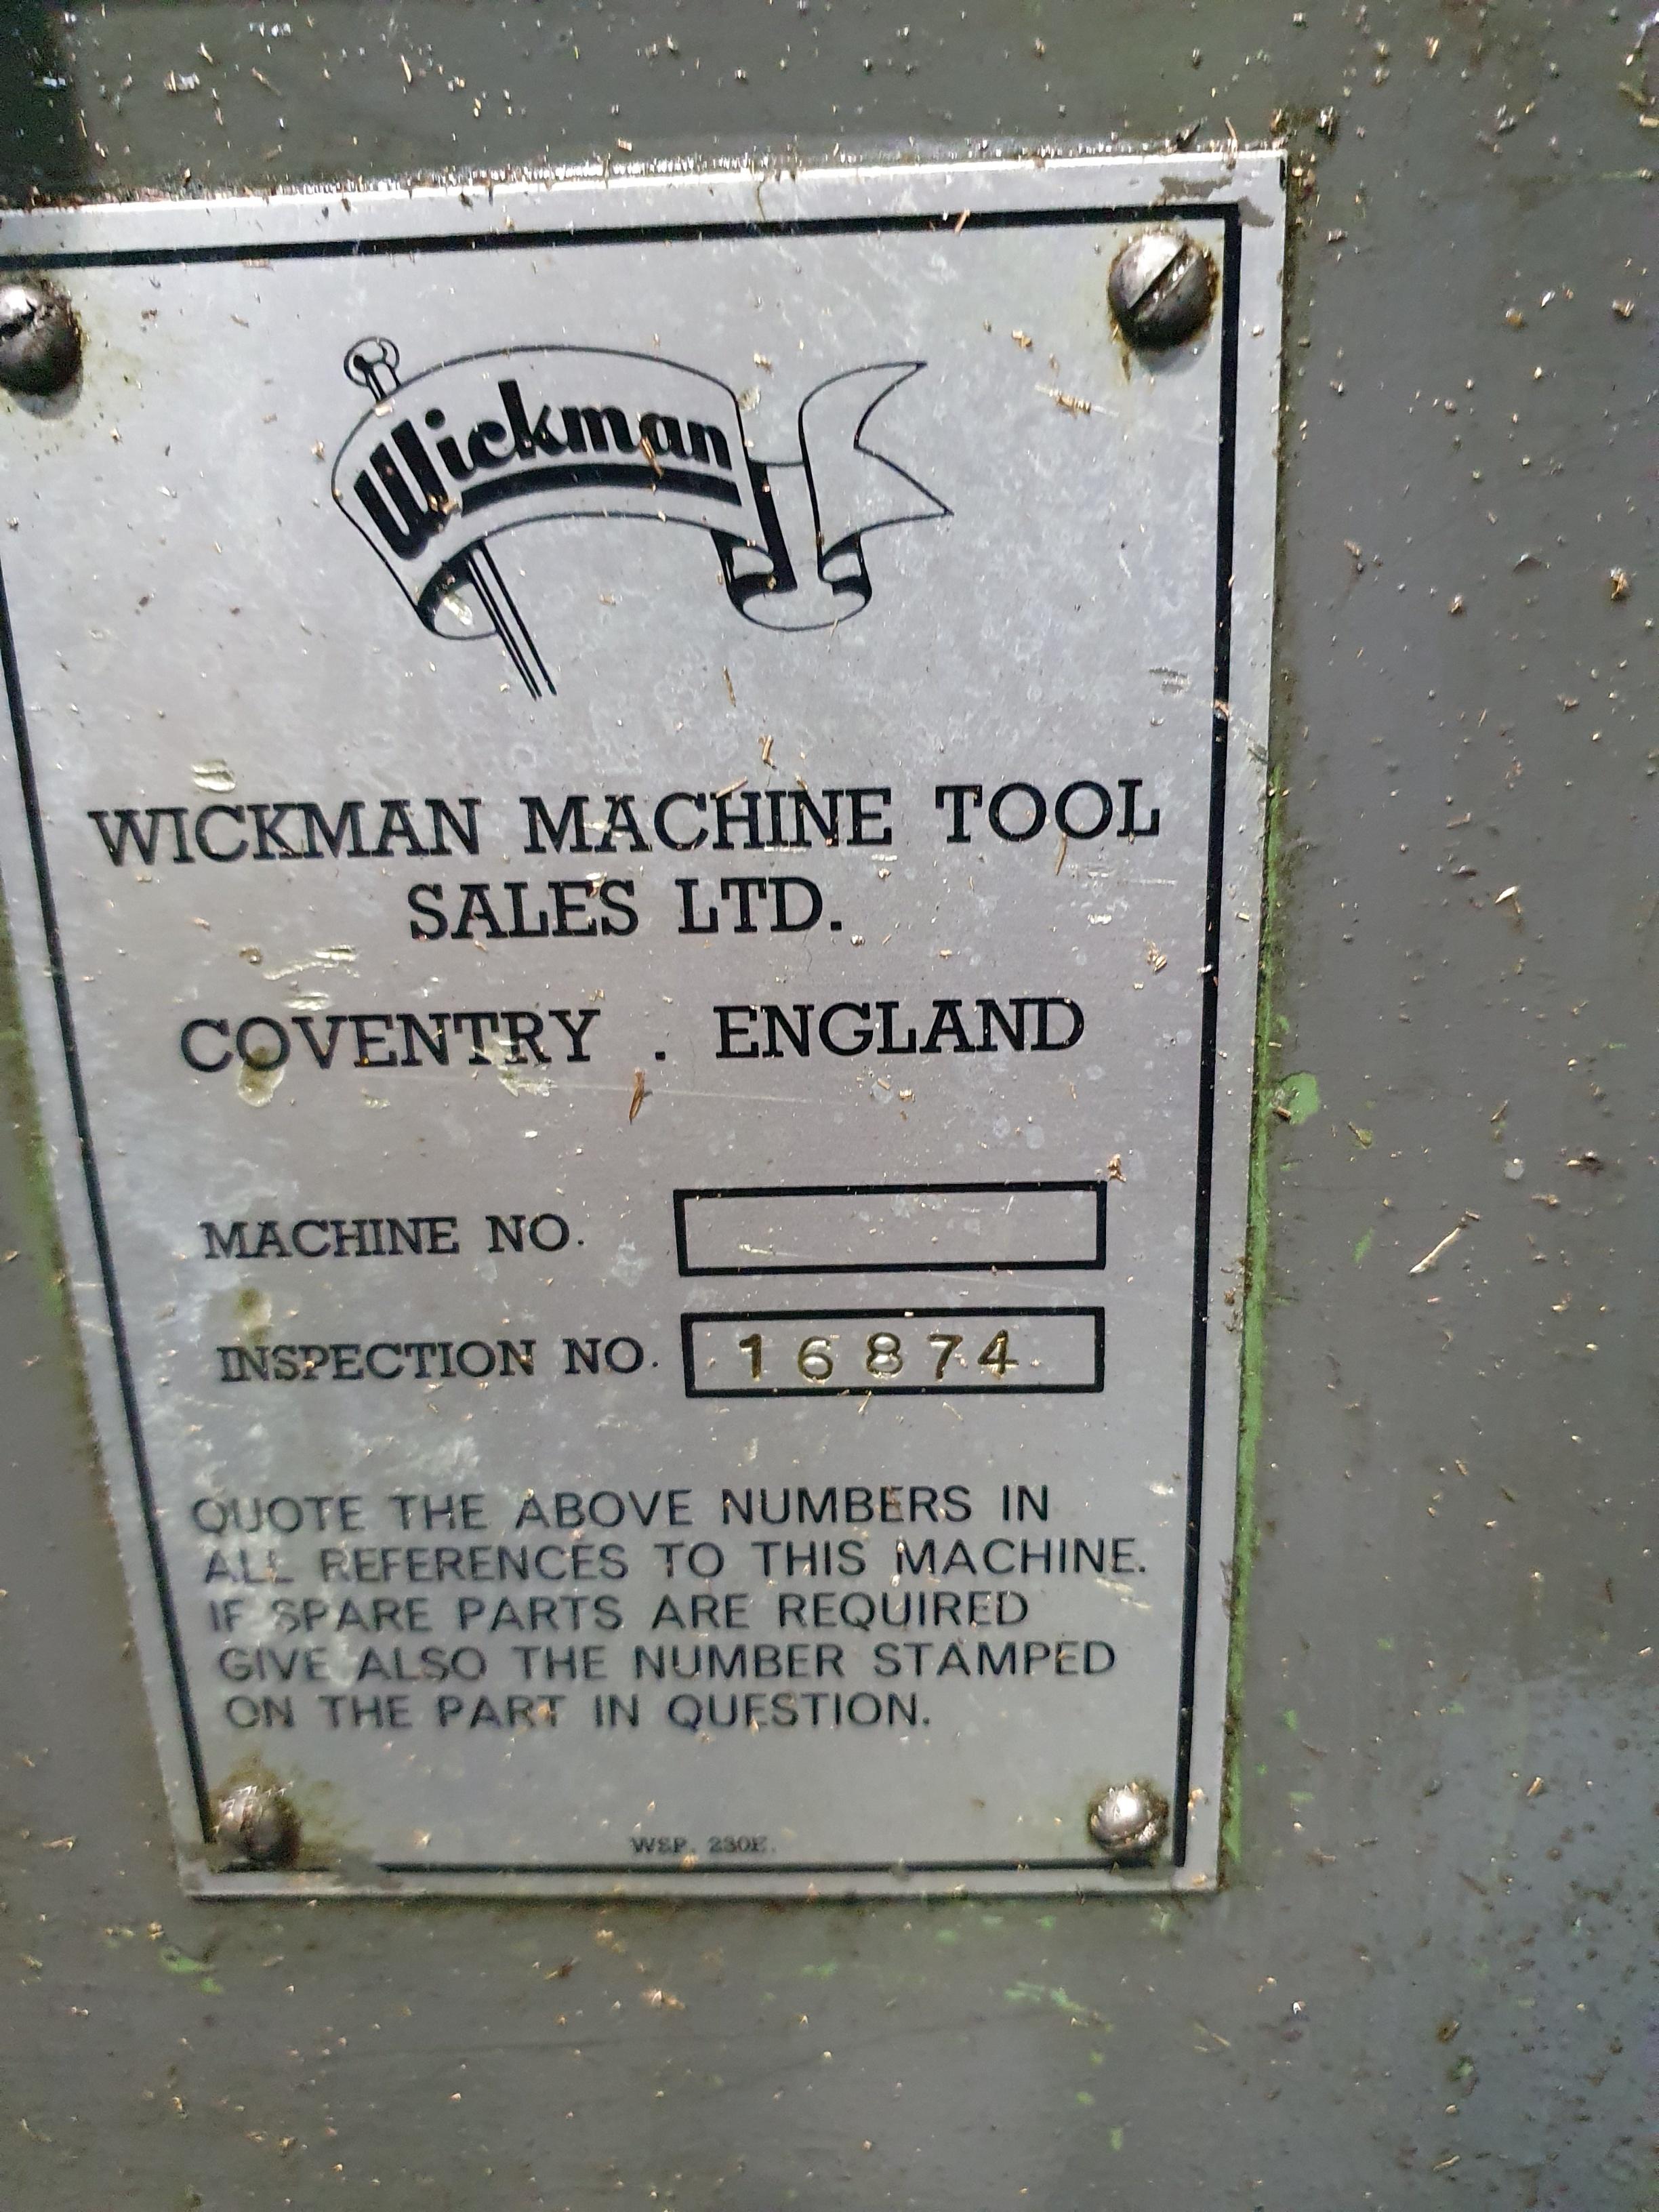 Wickman
WICKMAN MACHINE TOOL
SALES LTD.
COVENTRY . ENGLAND
MACHINE NO.
INSPECTION NO. 16874
QUOTE THE ABOVE NUMBERS IN
ALL REFERENCES TO THIS MACHINE.
IF SPARE PARTS ARE REQUIRED
GIVE ALSO THE NUMBER STAMPED
ON THE PART IN QUESTION.
WSP. 230E.